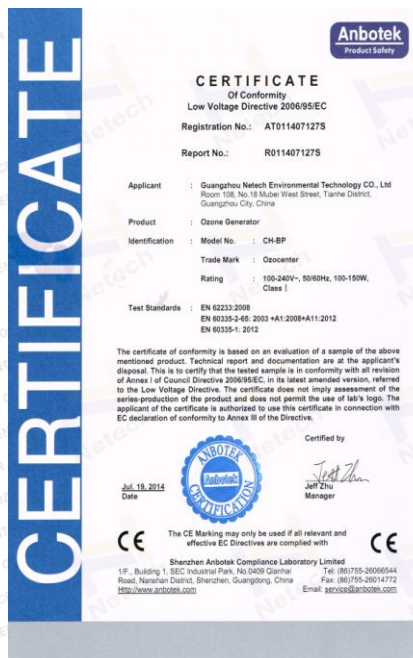 CERTIFICATE
Anbotek
Product Safety
CERTIFICATE
Of Conformity
Low Voltage Directive 2006/95/EC
Registration No.: AT011407127S
Report No.: R011407127S
Applicant : Guangzhou Netech Environmental Technology CO., Ltd
Room 108, No.16 Mubei West Street, Tianhe District,
Guangzhou City, China
Product : Ozone Generator
Identification : Model No. : CH-BP
Trade Mark : Ozocenter
Rating : 100-240V~, 50/60Hz, 100-150W,
Class I
Test Standards : EN 62233:2008
EN 60335-2-65: 2003 +A1:2008+A11:2012
EN 60335-1: 2012
The certificate of conformity is based on an evaluation of a sample of the above
mentioned product. Technical report and documentation are at the applicant's
disposal. This is to certify that the tested sample is in conformity with all revision
of Annex I of Council Directive 2006/95/EC, in its latest amended version, referred
to the Low Voltage Directive. The certificate does not imply assessment of the
series-production of the product and does not permit the use of lab's logo. The
applicant of the certificate is authorized to use this certificate in connection with
EC declaration of conformity to Annex III of the Directive.
Certified by
ANBOTEK
Anbotek
CERTIFICATION
Jul. 19, 2014
Date
Jeff Zhu
Jeff Zhu
Manager
CE
The CE Marking may only be used if all relevant and
effective EC Directives are complied with
CE
Shenzhen Anbotek Compliance Laboratory Limited
1/F., Building 1, SEC Industrial Park, No.0409 Qianhai
Road, Nanshan District, Shenzhen, Guangdong, China
Http://www.anbotek.com
Tel: (86)755-26066544
Fax: (86)755-26014772
Email: service@anbotek.com
Netech